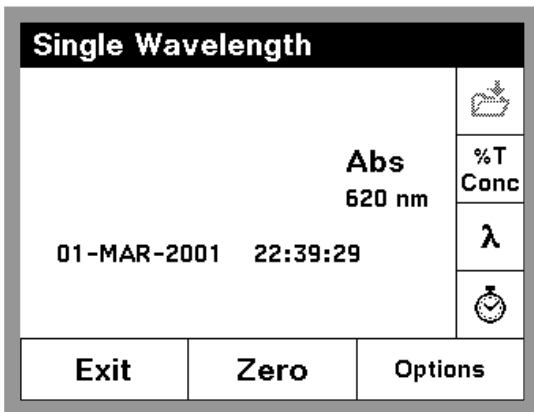 Single Wavelength
Abs
620 nm
01-MAR-2001 22:39:29
%T
Conc
λ
Exit Zero Options